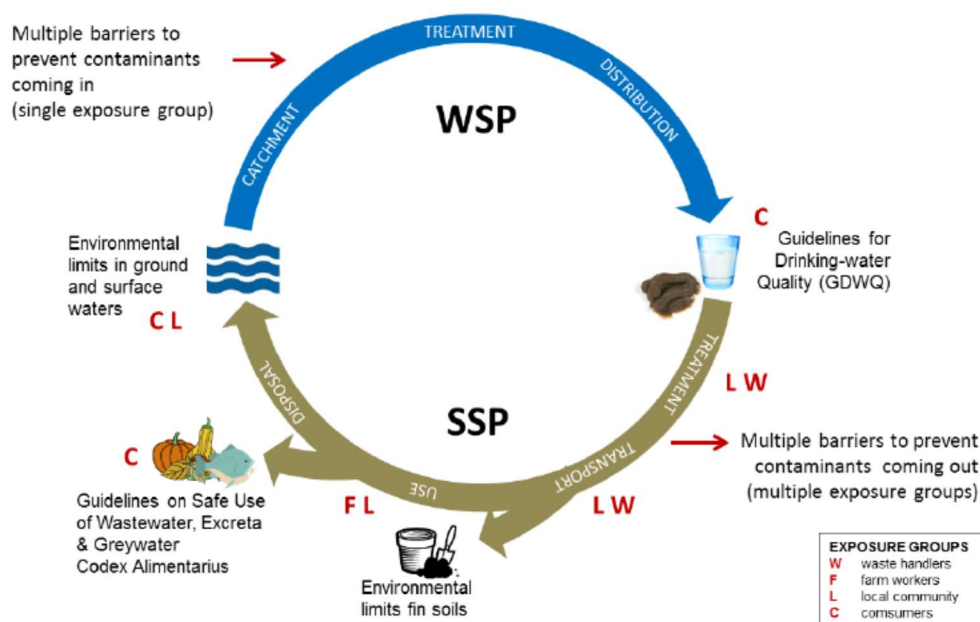 Multiple barriers to
prevent contaminants
coming in
(single exposure group)
TREATMENT
DISTRIBUTION
CATCHMENT
WSP
C
Guidelines for
Drinking-water
Quality (GDWQ)
Environmental
limits in ground
and surface
waters
C L
TREATMENT
L W
DISPOSAL
SSP
Multiple barriers to prevent
contaminants coming out
(multiple exposure groups)
TRANSPORT
USE
C
F L
L W
Guidelines on Safe Use
of Wastewater, Excreta
& Greywater
Codex Alimentarius
Environmental
limits fin soils
EXPOSURE GROUPS
W waste handlers
F farm workers
L local community
C comsumers